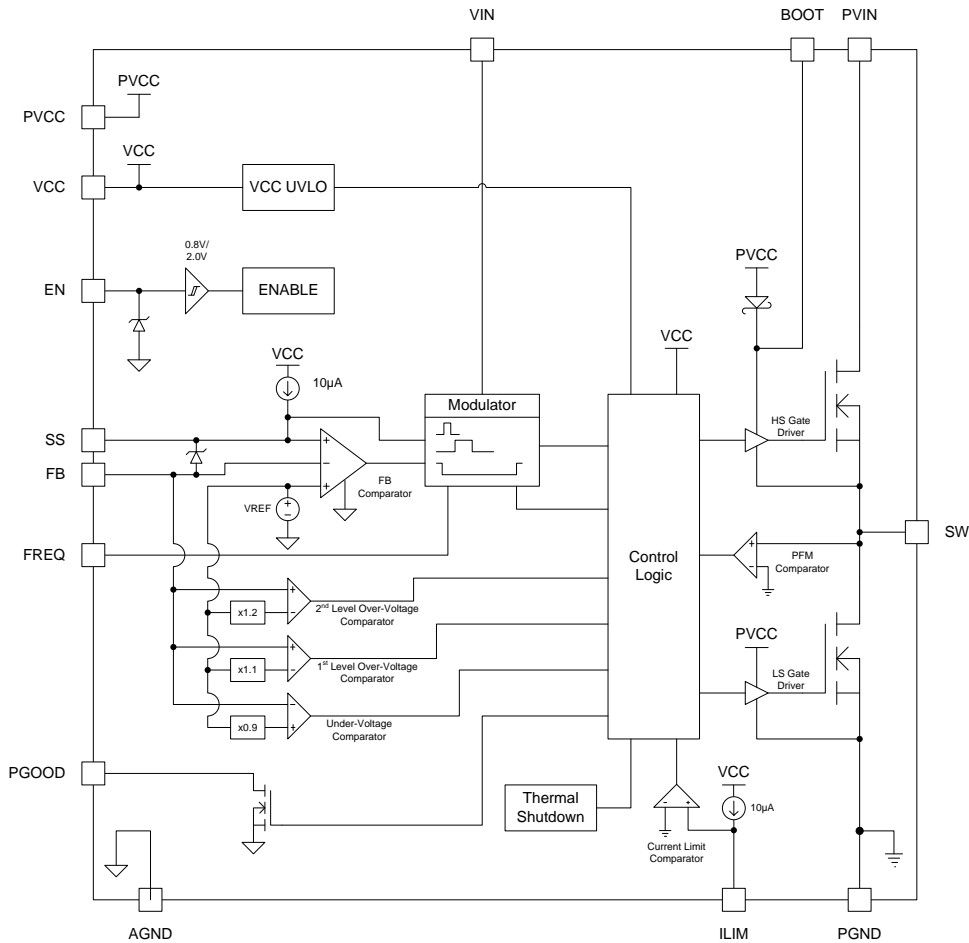 VIN
BOOT
PVIN
PVCC
PVCC
VCC
VCC
VCC UVLO
0.8V/
2.0V
EN
ENABLE
PVCC
VCC
10µA
VCC
Modulator
SS
FB
+
−
+
FB
Comparator
VREF
+
−
HS Gate
Driver
FREQ
Control
Logic
+
−
PFM
Comparator
SW
x1.2
+
−
2nd Level Over-Voltage
Comparator
x1.1
+
−
1st Level Over-Voltage
Comparator
PVCC
LS Gate
Driver
x0.9
−
+
Under-Voltage
Comparator
PGOOD
Thermal
Shutdown
VCC
10µA
-
+
Current Limit
Comparator
AGND
ILIM
PGND